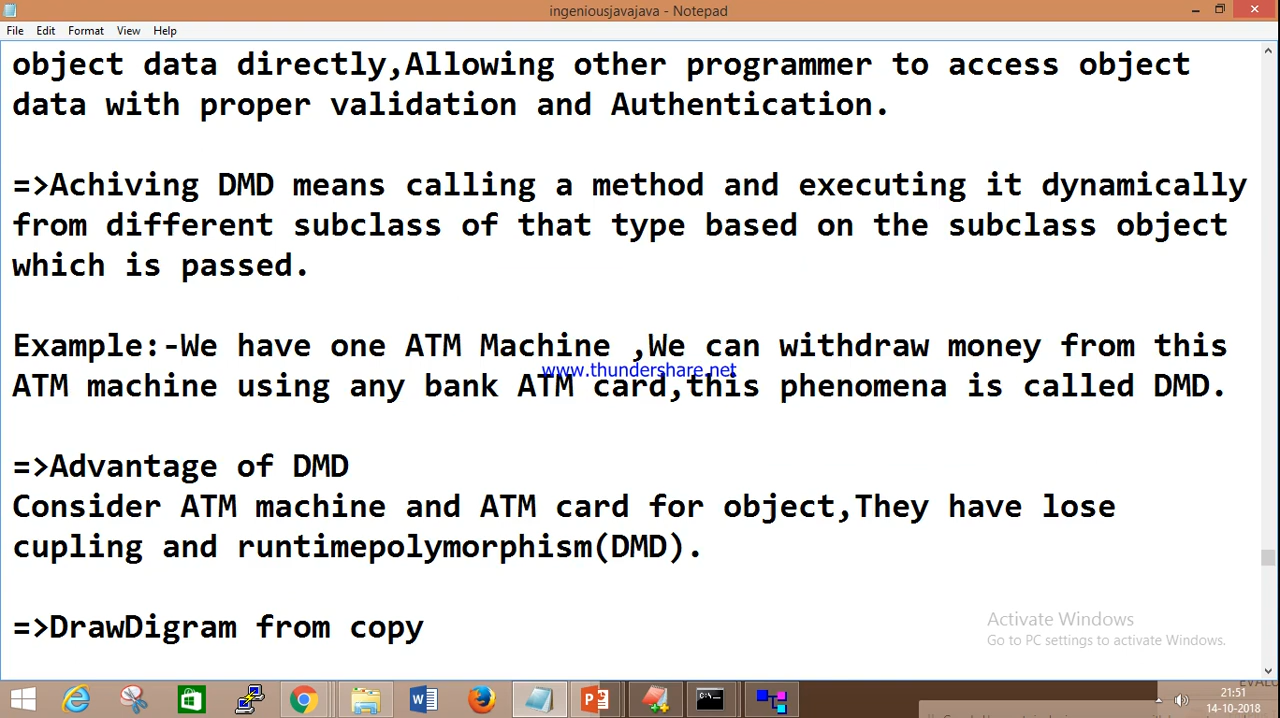 ingeniousjavajava - Notepad
File Edit Format View Help
object data directly,Allowing other programmer to access object
data with proper validation and Authentication.
=>Achiving DMD means calling a method and executing it dynamically
from different subclass of that type based on the subclass object
which is passed.
Example:-We have one ATM Machine ,We can withdraw money from this
www.thundershare.net
ATM machine using any bank ATM card,this phenomena is called DMD.
=>Advantage of DMD
Consider ATM machine and ATM card for object,They have lose
cupling and runtimepolymorphism(DMD).
=>DrawDigram from copy
Activate Windows
Go to PC settings to activate Windows.
21:51
14-10-2018